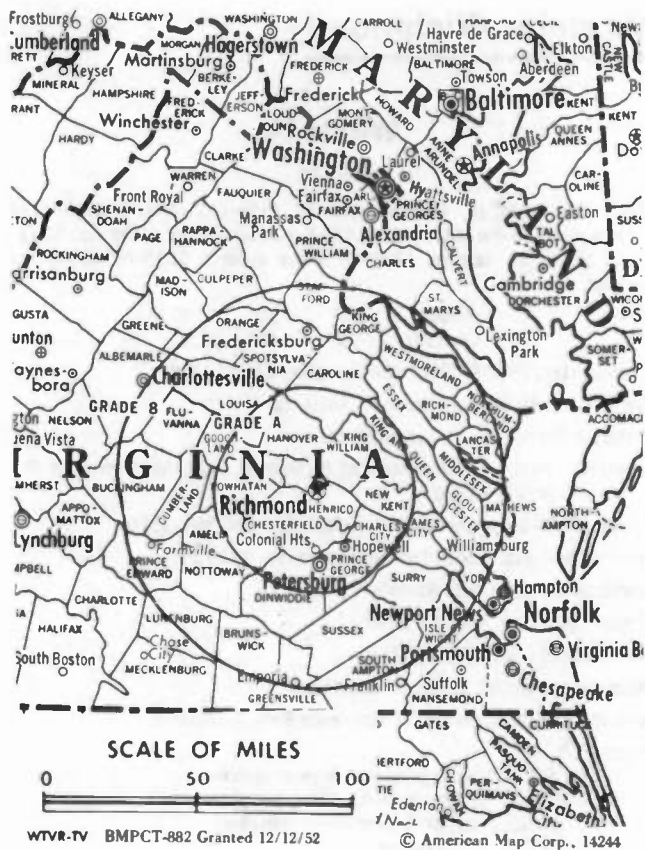 Frostburg
ALLEGANY
WASHINGTON
CARROLL
HARFORD
CECIL
Cumberland
MORGAN
Hagerstown
Westminster
Havre de Grace
Elkton
NEW CASTLE
Martinsburg
BERKELEY
FREDERICK
BALTIMORE
Aberdeen
Keyser
MINERAL
Towson
HAMPSHIRE
JEFFERSON
Frederick
HOWARD
Baltimore
KENT
KENT
GRANT
FREDERICK
LOUDOUN
MONTGOMERY
MARYLAND
Winchester
Rockville
ANNE ARUNDEL
Annapolis
QUEEN ANNES
HARDY
CLARKE
Washington
Laurel
CAROLINE
WARREN
FAUQUIER
Vienna
Hyattsville
Front Royal
Fairfax
ARL
FAIRFAX
PRINCE GEORGES
Easton
SHENANDOAH
Manassas Park
Alexandria
TALBOT
RAPPAHANNOCK
PAGE
PRINCE WILLIAM
CALVERT
ROCKINGHAM
CHARLES
Cambridge
DORCHESTER
MADISON
CULPEPER
STAFFORD
ST. MARYS
GREENE
ORANGE
KING GEORGE
Fredericksburg
Lexington Park
ALBEMARLE
SPOTSYLVANIA
SOMERSET
Charlottesville
CAROLINE
WESTMORELAND
LOUISA
ESSEX
NORTHUMBERLAND
NELSON
GRADE B
FLUVANNA
GRADE A
RICHMOND
ACCOMAC
GOOCHLAND
HANOVER
KING WILLIAM
KING AND QUEEN
LANCASTER
IRGINIA
BUCKINGHAM
POWHATAN
MIDDLESEX
CUMBERLAND
Richmond
HENRICO
NEW KENT
GLOUCESTER
MATHEWS
APPOMATTOX
CHESTERFIELD
CHARLES CITY
JAMES CITY
NORTHAMPTON
AMELIA
Colonial Hts.
Hopewell
Williamsburg
Lynchburg
Farmville
PRINCE GEORGE
PRINCE EDWARD
NOTTOWAY
Petersburg
YORK
DINWIDDIE
SURRY
Hampton
CHARLOTTE
Newport News
Norfolk
HALIFAX
LUNENBURG
ISLE WIGHT
SUSSEX
Chase City
BRUNSWICK
Portsmouth
Virginia B
South Boston
MECKLENBURG
SOUTHAMPTON
Emporia
Franklin
Suffolk
Chesapeake
GREENSVILLE
NANSEMOND
GATES
CURRITUCK
SCALE OF MILES
CAMDEN
PASQUOTANK
0 50 100
HERTFORD
CHOWAN
PERQUIMANS
Elizabeth City
Edenton
WTVR-TV BMPCT-882 Granted 12/12/52
© American Map Corp., 14244